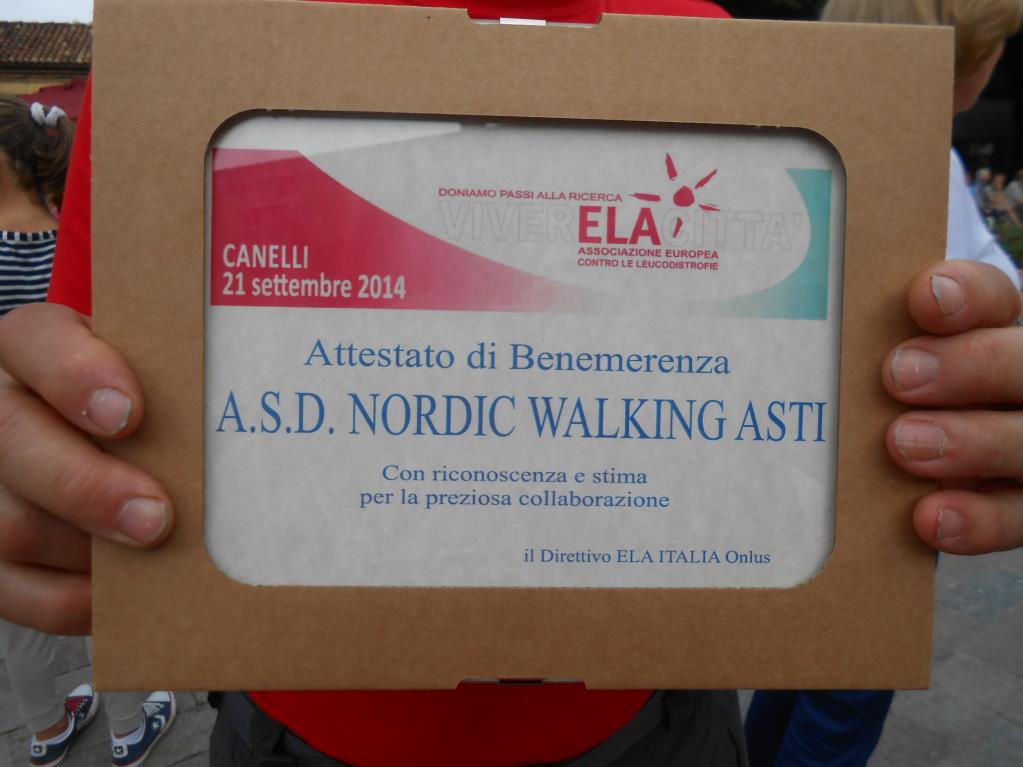 DONIAMO PASSI ALLA RICERCA
VIVERE LA CITTA'
ELA
ASSOCIAZIONE EUROPEA
CONTRO LE LEUCODISTROFIE
CANELLI
21 settembre 2014
Attestato di Benemerenza
A.S.D. NORDIC WALKING ASTI
Con riconoscenza e stima
per la preziosa collaborazione
il Direttivo ELA ITALIA Onlus